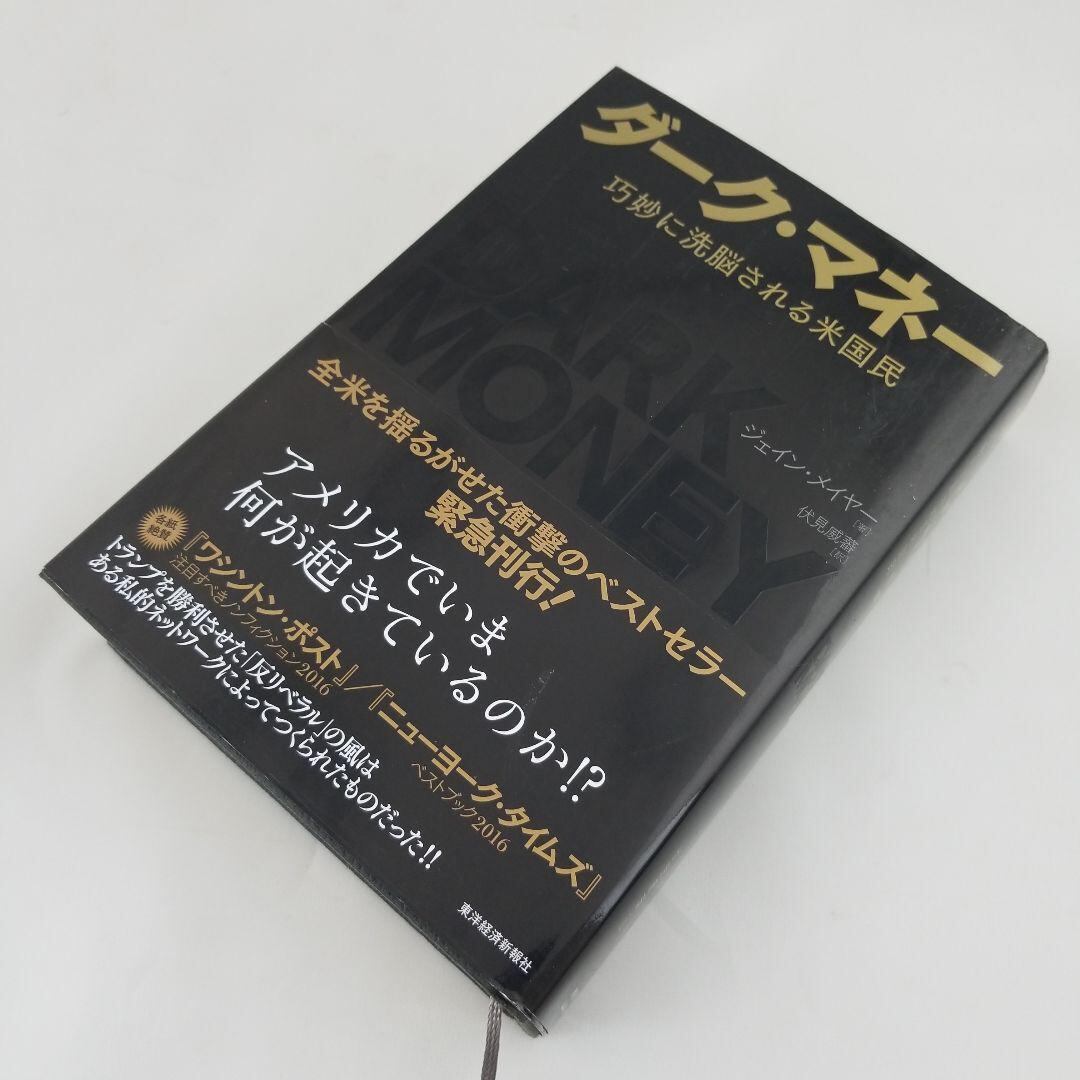 ダーク・マネー
巧妙に洗脳される米国民
DARK
MONEY
ジェイン・メイヤー[著]
伏見威蕃[訳]
全米を揺るがせた衝撃のベストセラー
緊急刊行!
アメリカでいま
何が起きているのか!?
各紙
絶賛
『ワシントン・ポスト』/『ニューヨーク・タイムズ』
注目すべきノンフィクション2016
ベストブック2016
トランプを勝利させた「反リベラル」の風は
ある私的ネットワークによってつくられたものだった!!
東洋経済新報社